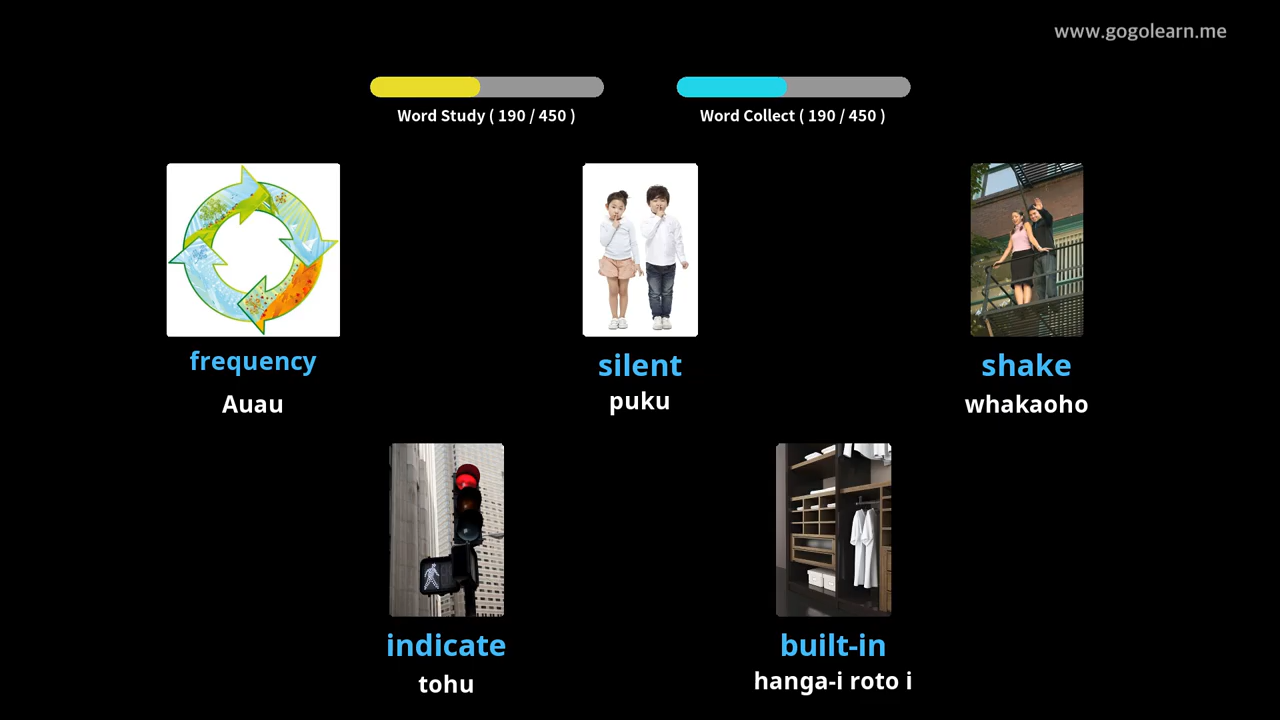 www.gogolearn.me
Word Study ( 190 / 450 )
Word Collect ( 190 / 450 )
frequency
Auau
silent
puku
shake
whakaoho
indicate
tohu
built-in
hanga-i roto i